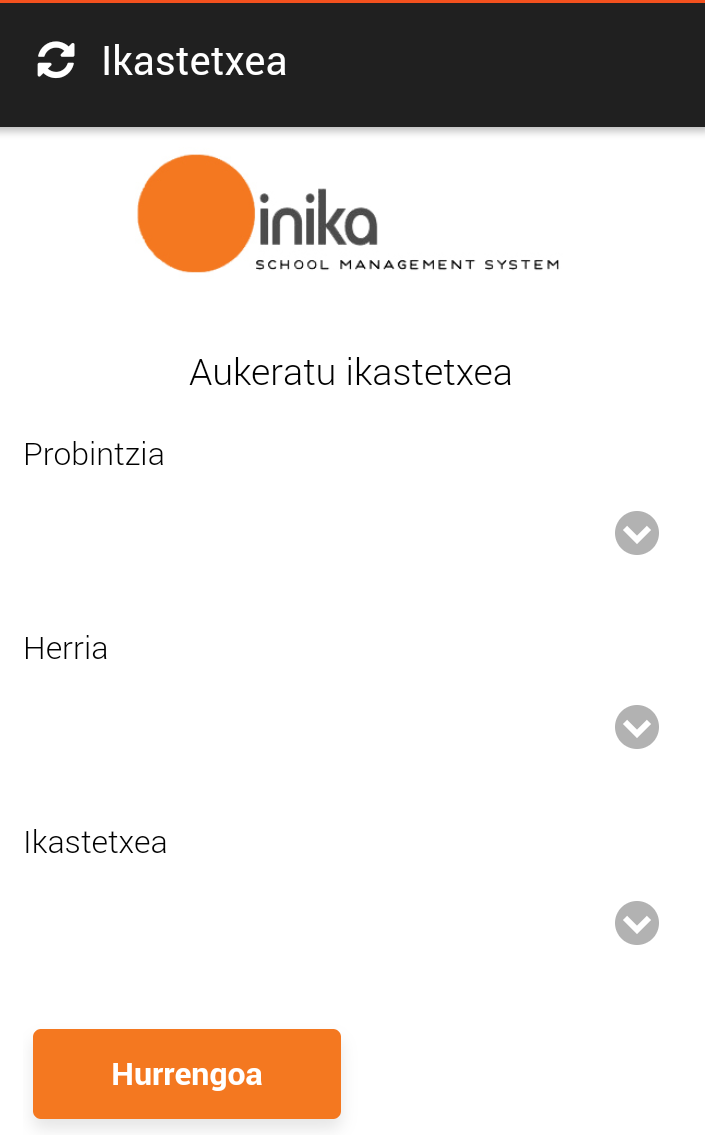 Ikastetxea
inika
SCHOOL MANAGEMENT SYSTEM
Aukeratu ikastetxea
Probintzia
Herria
Ikastetxea
Hurrengoa